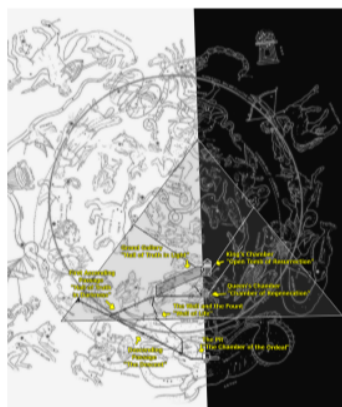 Grand Gallery
"Hall of Truth in Light"
King's Chamber
"Open Tomb of Resurrection"
First Ascending
Passage
"Hall of Truth
in Darkness"
Queen's Chamber
"Chamber of Regeneration"
The Well and the Fount
"Well of Life"
Descending
Passage
"The Descent"
The Pit
"The Chamber of the Ordeal"